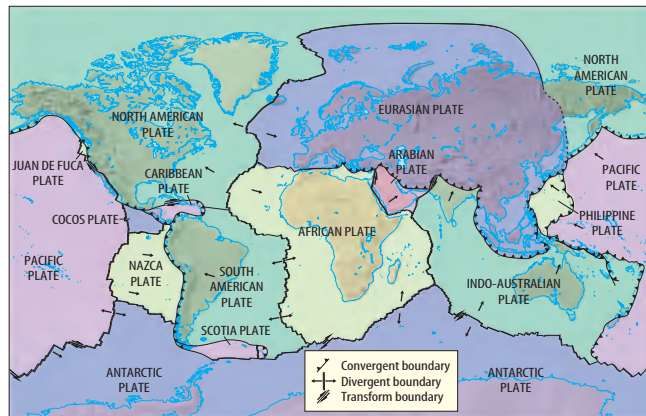 NORTH
AMERICAN
PLATE
EURASIAN PLATE
NORTH AMERICAN
PLATE
JUAN DE FUCA
PLATE
CARIBBEAN
PLATE
ARABIAN
PLATE
PACIFIC
PLATE
COCOS PLATE
PHILIPPINE
PLATE
AFRICAN PLATE
PACIFIC
PLATE
NAZCA
PLATE
SOUTH
AMERICAN
PLATE
INDO-AUSTRALIAN
PLATE
SCOTIA PLATE
ANTARCTIC
PLATE
Convergent boundary
Divergent boundary
Transform boundary
ANTARCTIC
PLATE